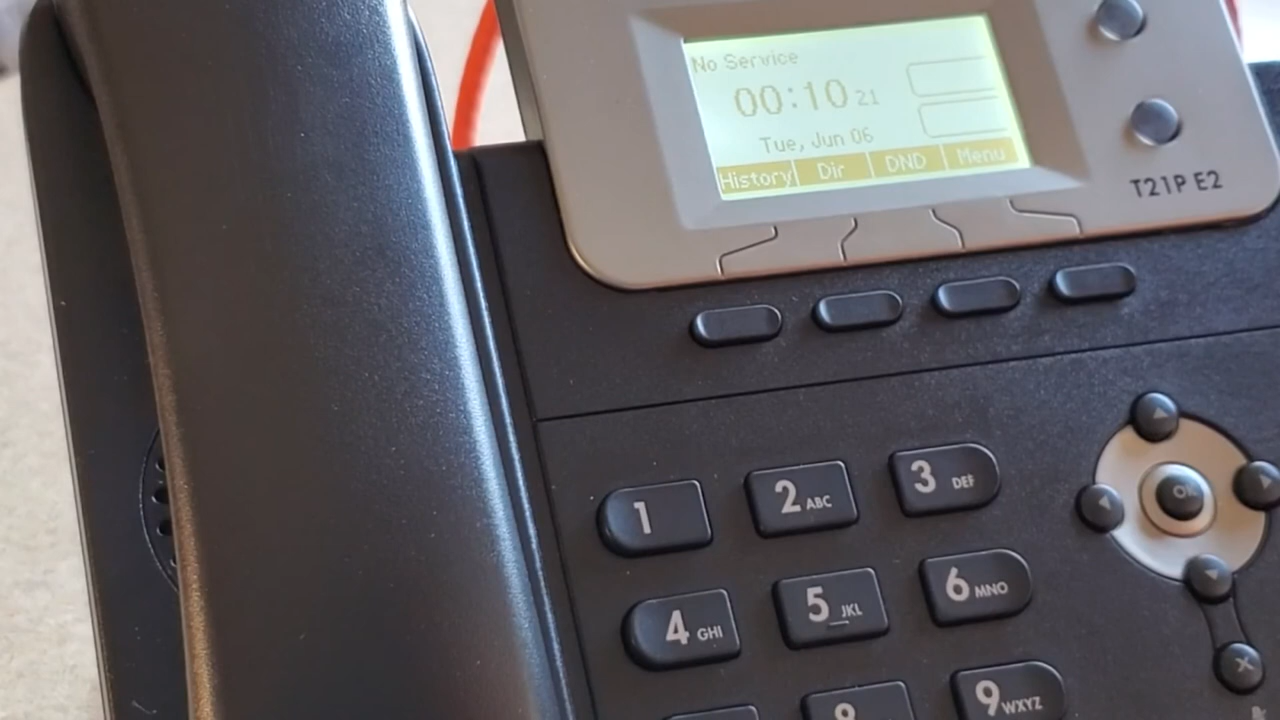 No Service
00:10 21
Tue, Jun 06
History Dir DND Menu
T21P E2
1
2 ABC
3 DEF
OK
4 GHI
5 JKL
6 MNO
9 WXYZ